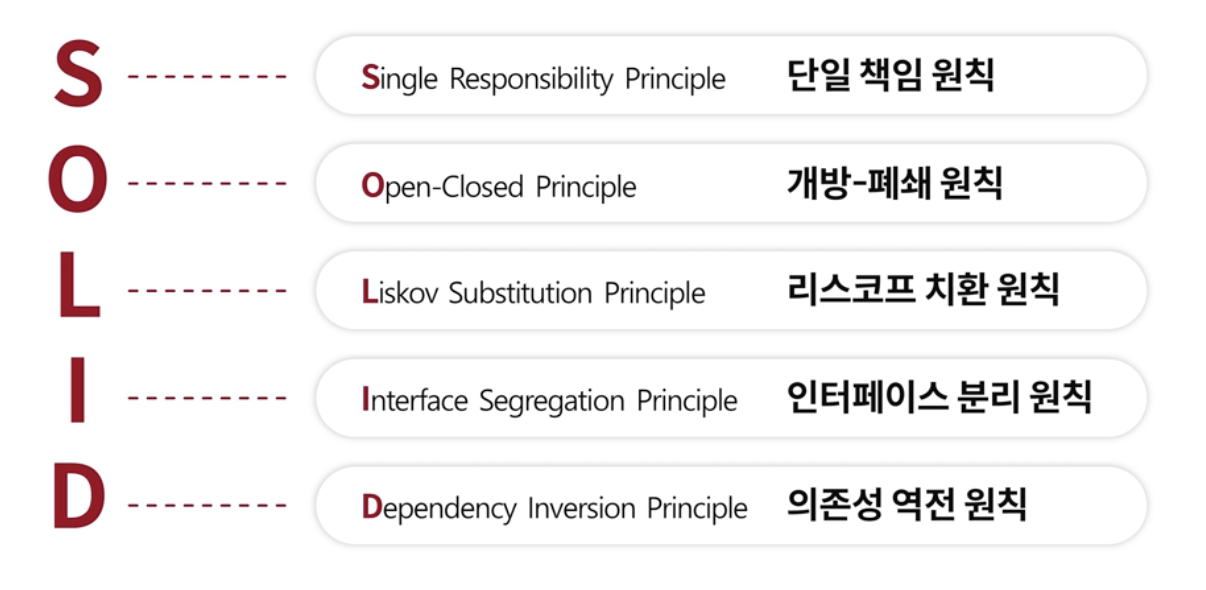 S Single Responsibility Principle 단일 책임 원칙
O Open-Closed Principle 개방-폐쇄 원칙
L Liskov Substitution Principle 리스코프 치환 원칙
I Interface Segregation Principle 인터페이스 분리 원칙
D Dependency Inversion Principle 의존성 역전 원칙